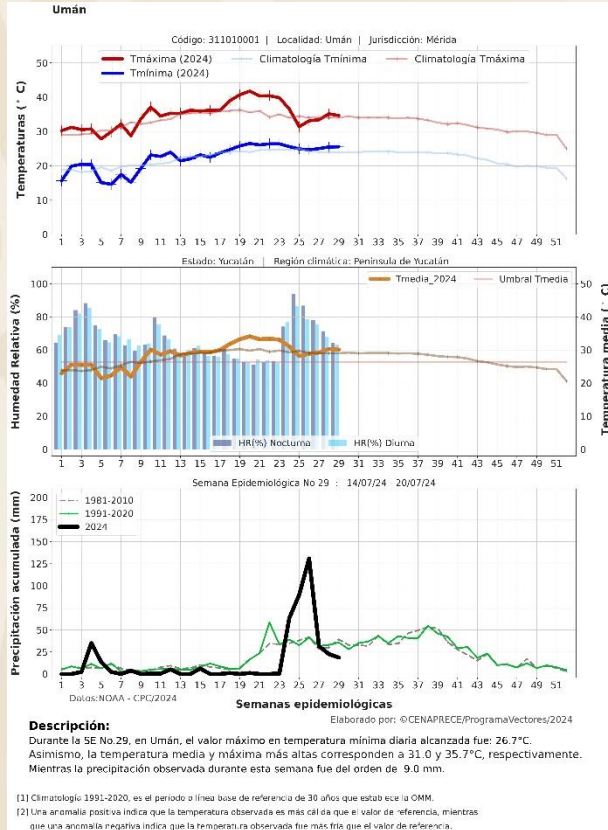 Umán
Código: 311010001 | Localidad: Umán | Jurisdicción: Mérida
Tmáxima (2024) Climatología Tmínima Climatología Tmáxima
Tmínima (2024)
Temperaturas (° C)
50
40
30
20
10
0
1 3 5 7 9 11 13 15 17 19 21 23 25 27 29 31 33 35 37 39 41 43 45 47 49 51
Estado: Yucatán | Región climática: Península de Yucatán
Tmedia_2024 Umbral Tmedia
Humedad Relativa (%)
100
80
60
40
20
0
50
40
30
20
10
0
Temperatura media (° C)
HR(%) Nocturna HR(%) Diurna
1 3 5 7 9 11 13 15 17 19 21 23 25 27 29 31 33 35 37 39 41 43 45 47 49 51
Semana Epidemiológica No 29 : 14/07/24 20/07/24
1981-2010
1991-2020
2024
Precipitación acumulada (mm)
200
175
150
125
100
75
50
25
0
1 3 5 7 9 11 13 15 17 19 21 23 25 27 29 31 33 35 37 39 41 43 45 47 49 51
Datos:NOAA - CPC/2024
Semanas epidemiológicas
Elaborado por: ©CENAPRECE/ProgramaVectores/2024
Descripción:
Durante la SE No.29, en Umán, el valor máximo en temperatura mínima diaria alcanzada fue: 26.7°C.
Asimismo, la temperatura media y máxima más altas corresponden a 31.0 y 35.7°C, respectivamente.
Mientras la precipitación observada durante esta semana fue del orden de 9.0 mm.
[1] Climatología 1991-2020, es el periodo o línea base de referencia de 30 años que establece la OMM.
[2] Una anomalía positiva indica que la temperatura observada es más cálida que el valor de referencia, mientras
que una anomalía negativa indica que la temperatura observada fue más fría que el valor de referencia.